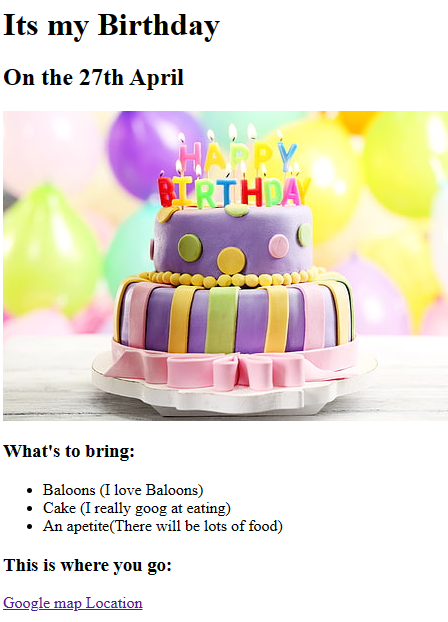 Its my Birthday
On the 27th April
HAPPY
BIRTHDAY
What's to bring:
Baloons (I love Baloons)
Cake (I really goog at eating)
An apetite(There will be lots of food)
This is where you go:
Google map Location